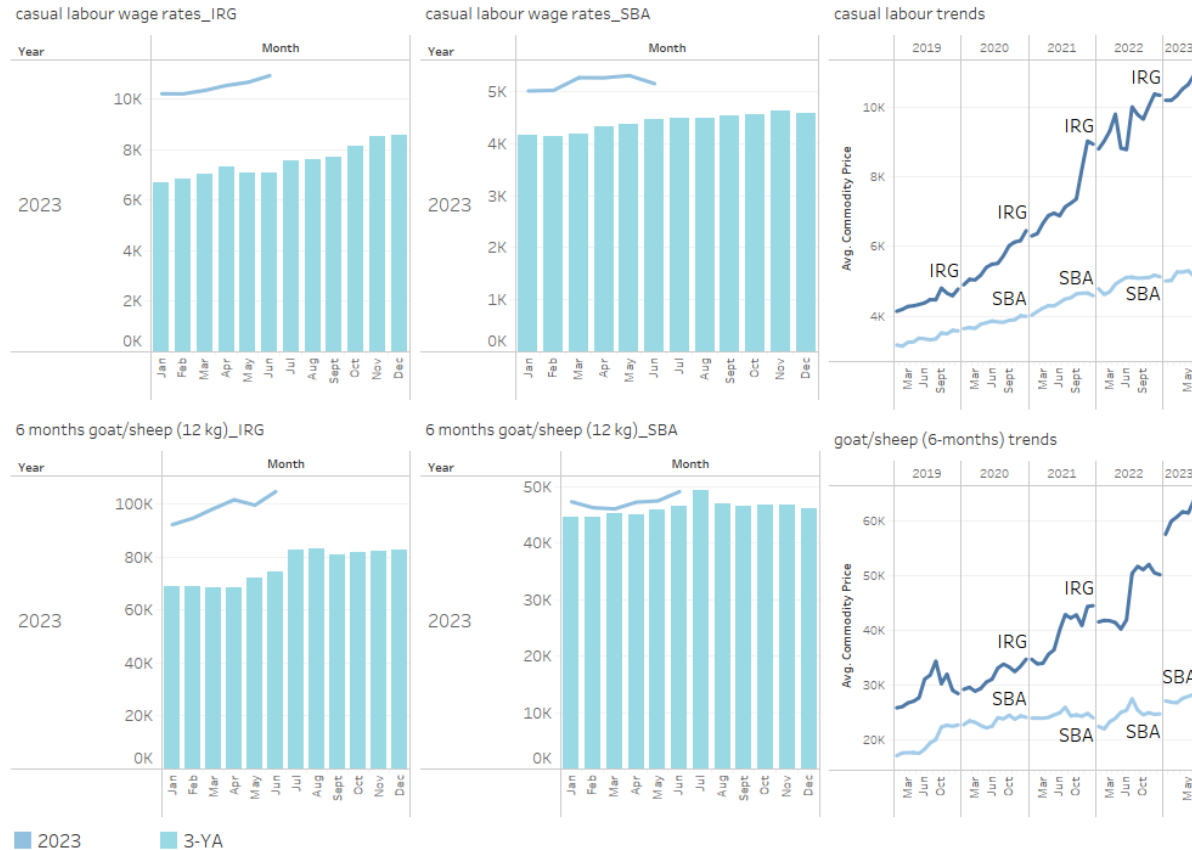 casual labour wage rates_IRG
Year
Month
10K
8K
6K
4K
2K
0K
2023
Jan Feb Mar Apr May Jun Jul Aug Sept Oct Nov Dec
casual labour wage rates_SBA
Year
Month
5K
4K
3K
2K
1K
0K
2023
Jan Feb Mar Apr May Jun Jul Aug Sept Oct Nov Dec
casual labour trends
2019 2020 2021 2022 2023
Avg. Commodity Price
10K
8K
6K
4K
IRG
IRG
IRG
IRG
SBA
SBA
SBA
Mar Jun Sept Mar Jun Sept Mar Jun Sept Mar Jun Sept May
6 months goat/sheep (12 kg)_IRG
Year
Month
100K
80K
60K
40K
20K
0K
2023
Jan Feb Mar Apr May Jun Jul Aug Sept Oct Nov Dec
6 months goat/sheep (12 kg)_SBA
Year
Month
50K
40K
30K
20K
10K
0K
2023
Jan Feb Mar Apr May Jun Jul Aug Sept Oct Nov Dec
goat/sheep (6-months) trends
2019 2020 2021 2022 2023
Avg. Commodity Price
60K
50K
40K
30K
20K
IRG
IRG
SBA
SBA
SBA
SBA
Mar Jun Oct Mar Jun Oct Mar Jun Oct Mar Jun Oct May
2023
3-YA